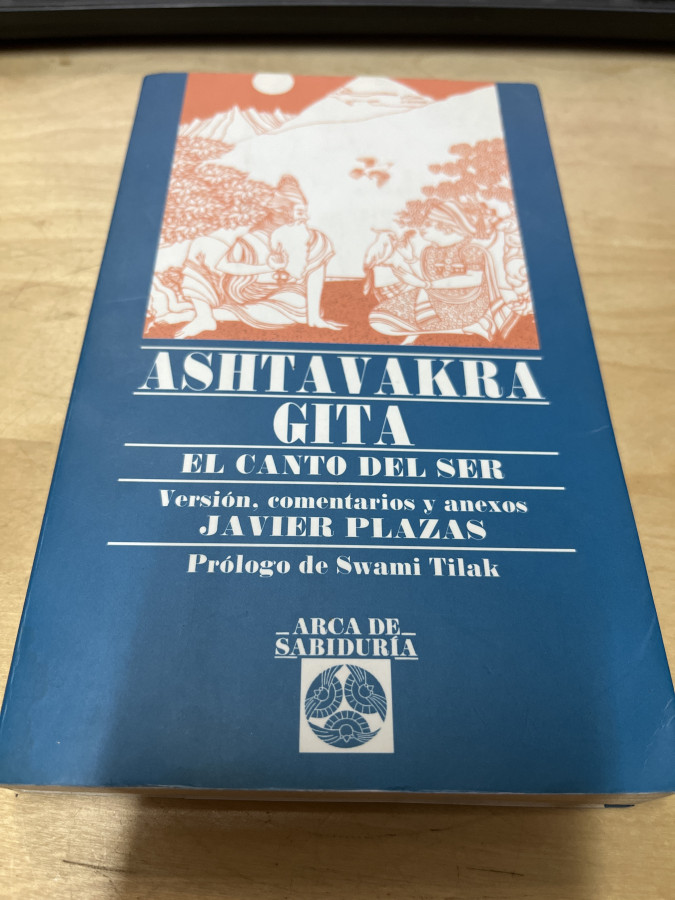 ASHTAVAKRA
GITA
EL CANTO DEL SER
Versión, comentarios y anexos
JAVIER PLAZAS
Prólogo de Swami Tilak
ARCA DE
SABIDURÍA